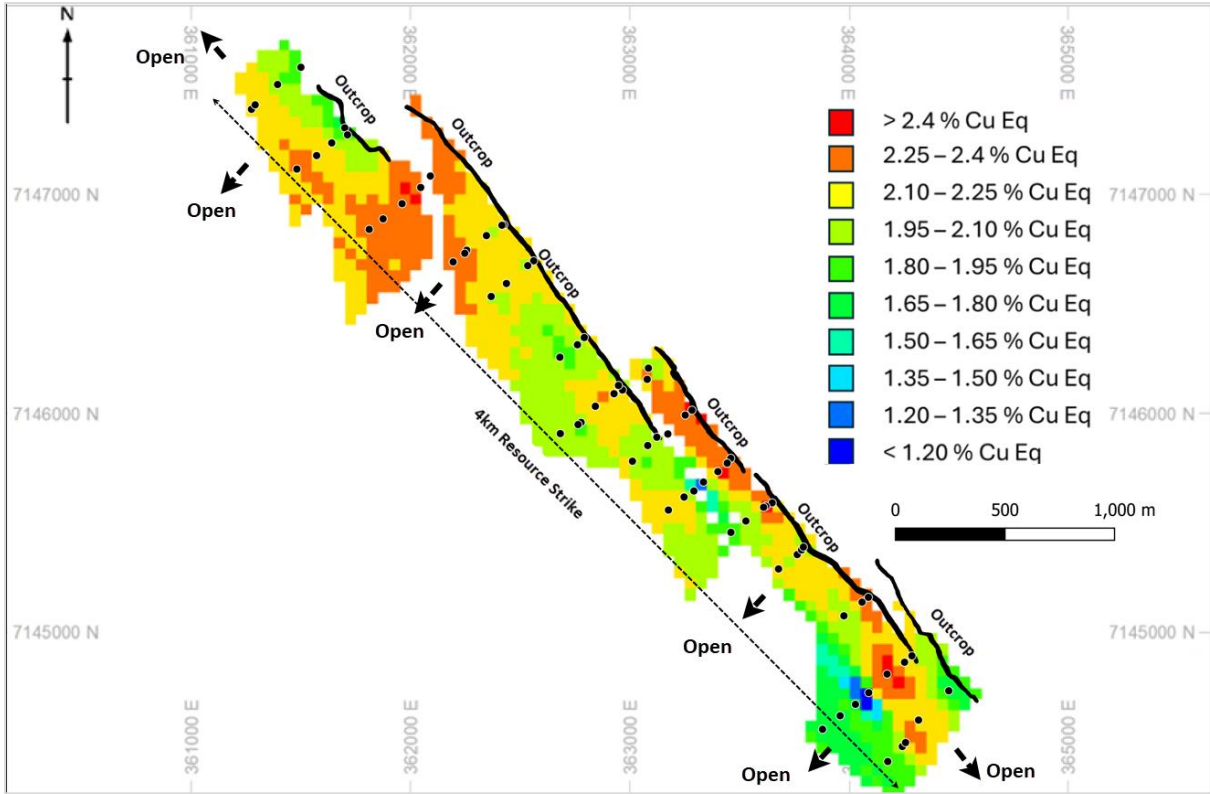 N
361000 E
362000 E
363000 E
364000 E
365000 E
Open
Outcrop
Outcrop
> 2.4 % Cu Eq
2.25 – 2.4 % Cu Eq
2.10 – 2.25 % Cu Eq
1.95 – 2.10 % Cu Eq
1.80 – 1.95 % Cu Eq
1.65 – 1.80 % Cu Eq
1.50 – 1.65 % Cu Eq
1.35 – 1.50 % Cu Eq
1.20 – 1.35 % Cu Eq
< 1.20 % Cu Eq
7147000 N
7147000 N
Open
Outcrop
Open
7146000 N
7146000 N
Outcrop
4km Resource Strike
0 500 1,000 m
Outcrop
7145000 N
7145000 N
Open
Outcrop
361000 E
362000 E
363000 E
364000 E
365000 E
Open
Open